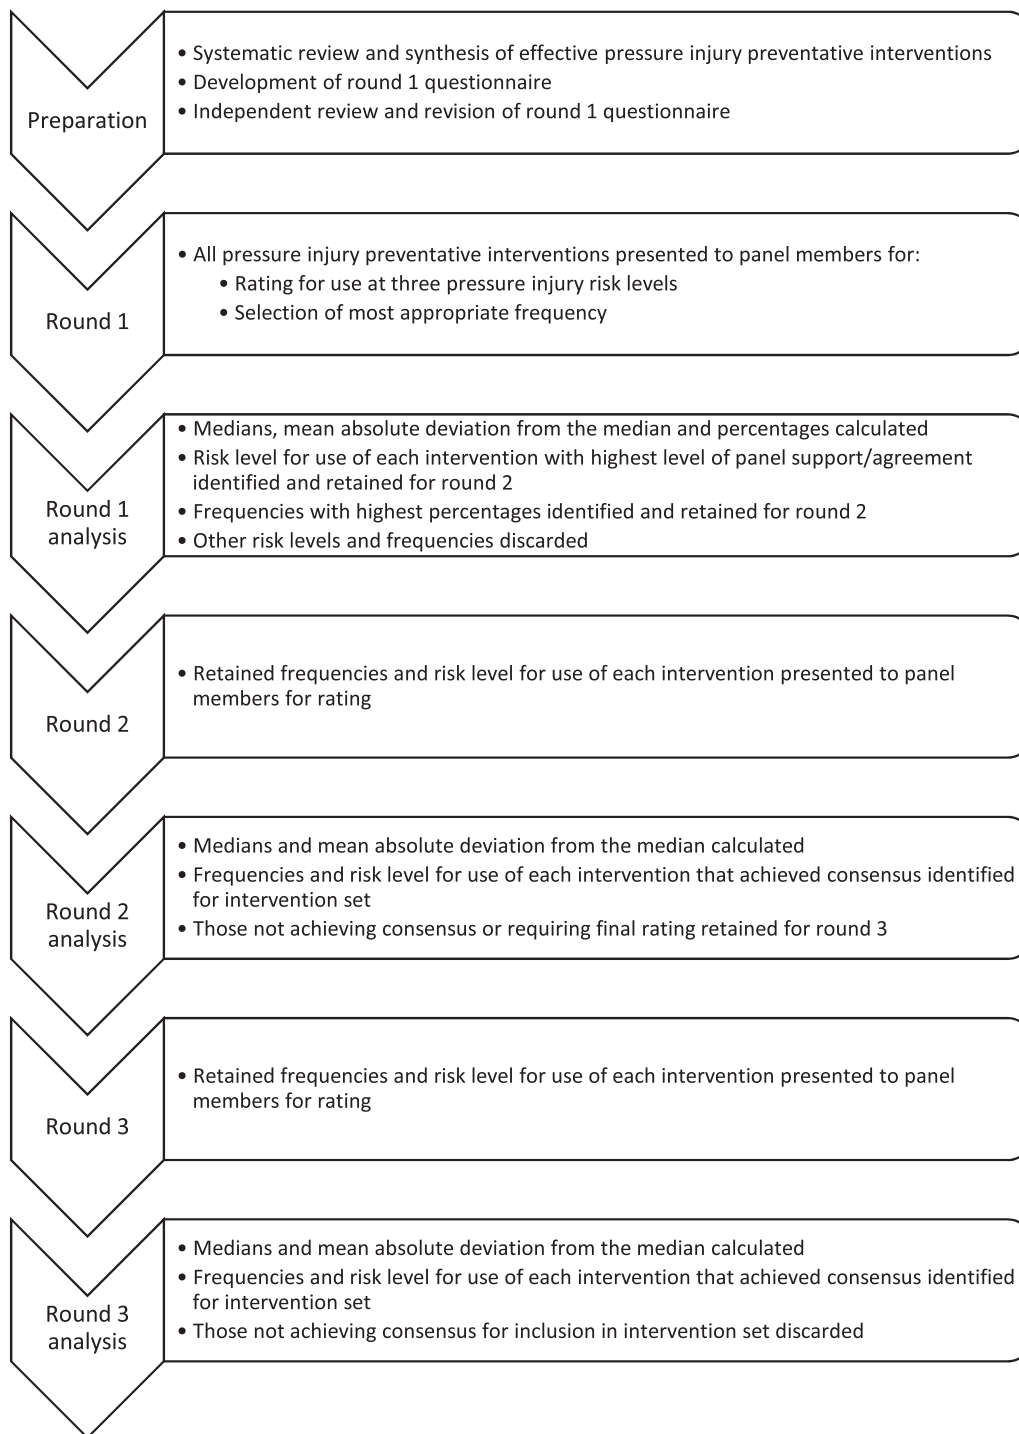 Preparation
• Systematic review and synthesis of effective pressure injury preventative interventions
• Development of round 1 questionnaire
• Independent review and revision of round 1 questionnaire
Round 1
• All pressure injury preventative interventions presented to panel members for:
• Rating for use at three pressure injury risk levels
• Selection of most appropriate frequency
Round 1
analysis
• Medians, mean absolute deviation from the median and percentages calculated
• Risk level for use of each intervention with highest level of panel support/agreement
identified and retained for round 2
• Frequencies with highest percentages identified and retained for round 2
• Other risk levels and frequencies discarded
Round 2
• Retained frequencies and risk level for use of each intervention presented to panel
members for rating
Round 2
analysis
• Medians and mean absolute deviation from the median calculated
• Frequencies and risk level for use of each intervention that achieved consensus identified
for intervention set
• Those not achieving consensus or requiring final rating retained for round 3
Round 3
• Retained frequencies and risk level for use of each intervention presented to panel
members for rating
Round 3
analysis
• Medians and mean absolute deviation from the median calculated
• Frequencies and risk level for use of each intervention that achieved consensus identified
for intervention set
• Those not achieving consensus for inclusion in intervention set discarded